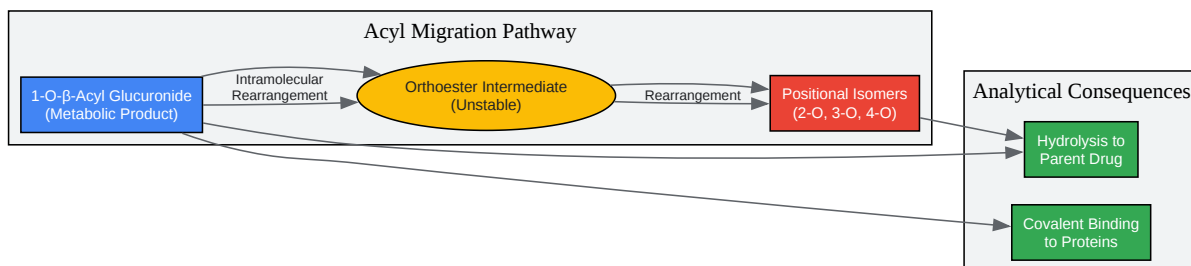 Acyl Migration Pathway
1-O-β-Acyl Glucuronide
(Metabolic Product)
Intramolecular
Rearrangement
Orthoester Intermediate
(Unstable)
Rearrangement
Positional Isomers
(2-O, 3-O, 4-O)
Analytical Consequences
Hydrolysis to
Parent Drug
Covalent Binding
to Proteins